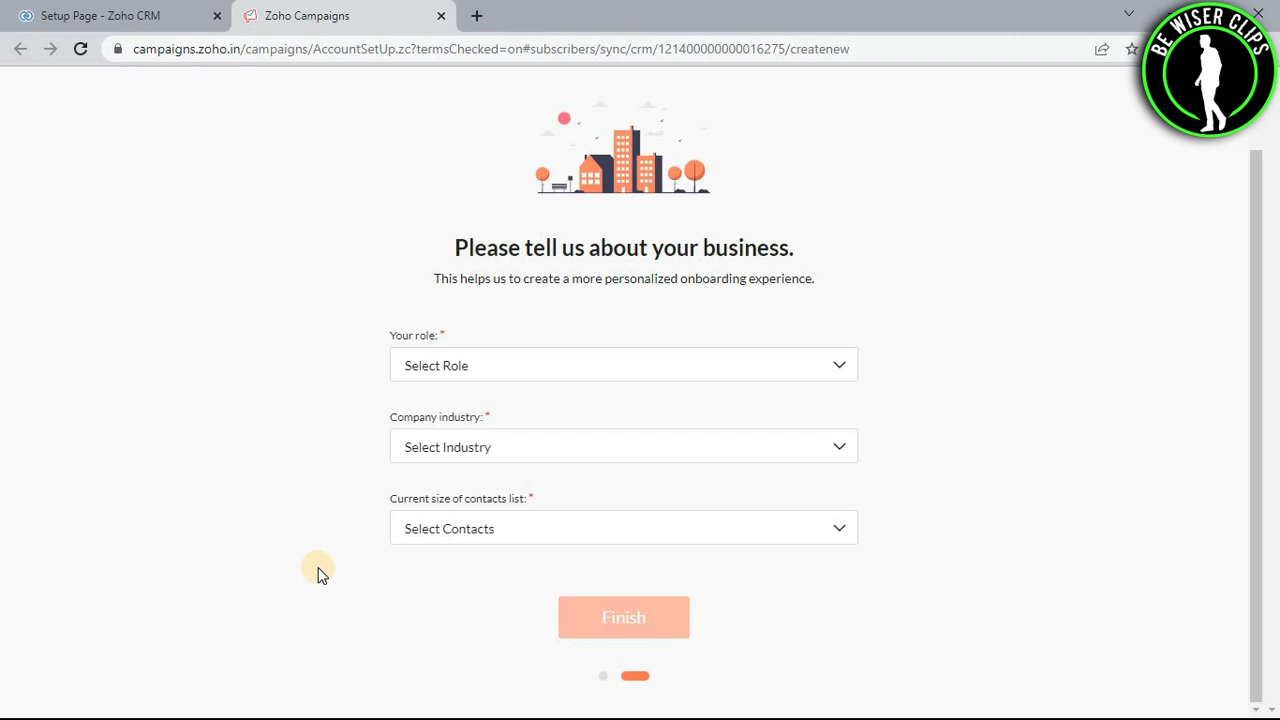 Setup Page - Zoho CRM
Zoho Campaigns
campaigns.zoho.in/campaigns/AccountSetUp.zc?termsChecked=on#subscribers/sync/crm/121400000000016275/createnew
BE WISER CLIPS
Please tell us about your business.
This helps us to create a more personalized onboarding experience.
Your role: *
Select Role
Company industry: *
Select Industry
Current size of contacts list: *
Select Contacts
Finish